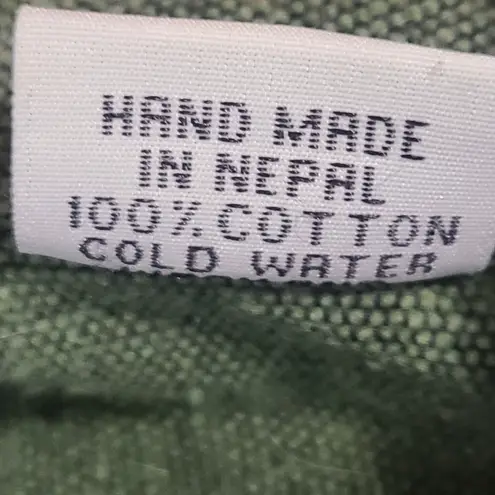 HAND MADE
IN NEPAL
100% COTTON
COLD WATER